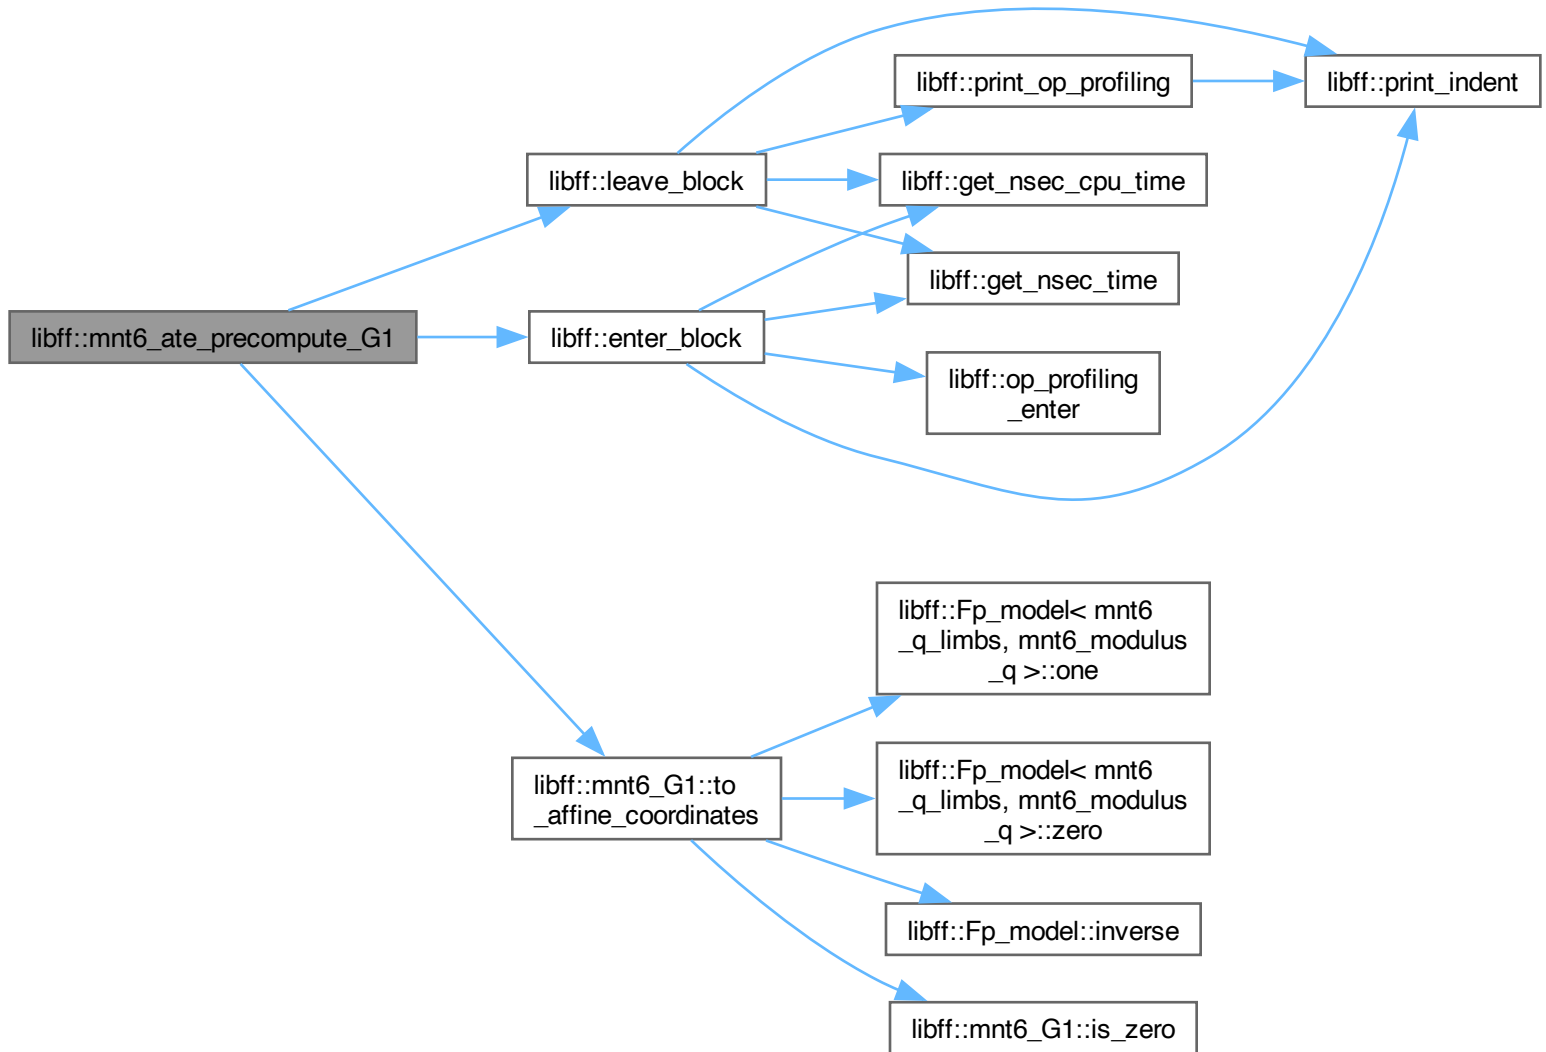 libff::print_op_profiling
libff::print_indent
libff::leave_block
libff::get_nsec_cpu_time
libff::get_nsec_time
libff::mnt6_ate_precompute_G1
libff::enter_block
libff::op_profiling
_enter
libff::Fp_model< mnt6
_q_limbs, mnt6_modulus
_q >::one
libff::mnt6_G1::to
_affine_coordinates
libff::Fp_model< mnt6
_q_limbs, mnt6_modulus
_q >::zero
libff::Fp_model::inverse
libff::mnt6_G1::is_zero